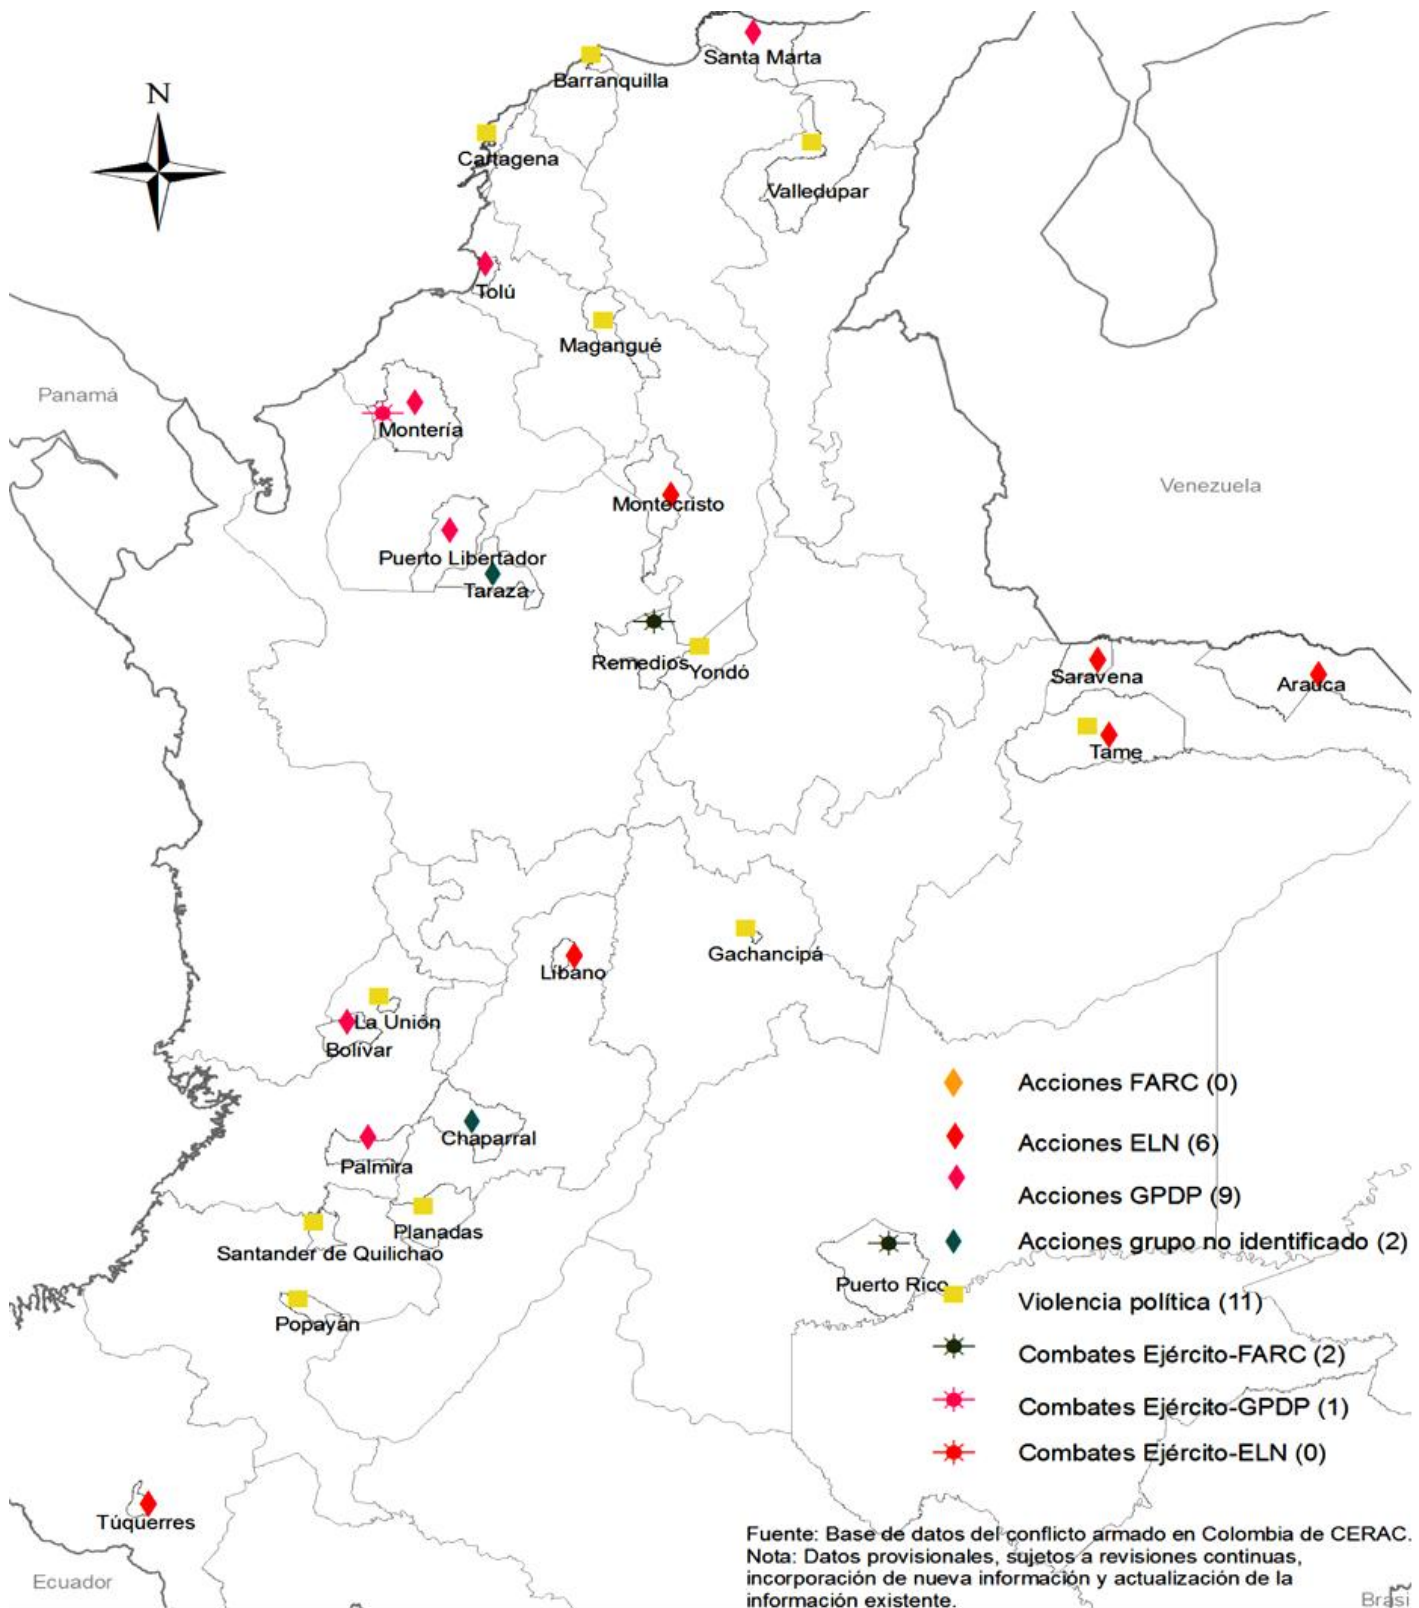 N
Santa Marta
Barranquilla
Cartagena
Valledupar
Tolú
Magangué
Panamá
Montería
Venezuela
Montecristo
Puerto Libertador
Taraza
Remedios
Yondó
Saravena
Arauca
Tame
Gachancipá
Líbano
La Unión
Bolívar
Acciones FARC (0)
Acciones ELN (6)
Chaparral
Palmira
Acciones GPDP (9)
Planadas
Santander de Quilichao
Acciones grupo no identificado (2)
Puerto Rico
Violencia política (11)
Popayán
Combates Ejército-FARC (2)
Combates Ejército-GPDP (1)
Combates Ejército-ELN (0)
Túquerres
Fuente: Base de datos del conflicto armado en Colombia de CERAC.
Nota: Datos provisionales, sujetos a revisiones continuas,
incorporación de nueva información y actualización de la
información existente.
Ecuador
Brasi